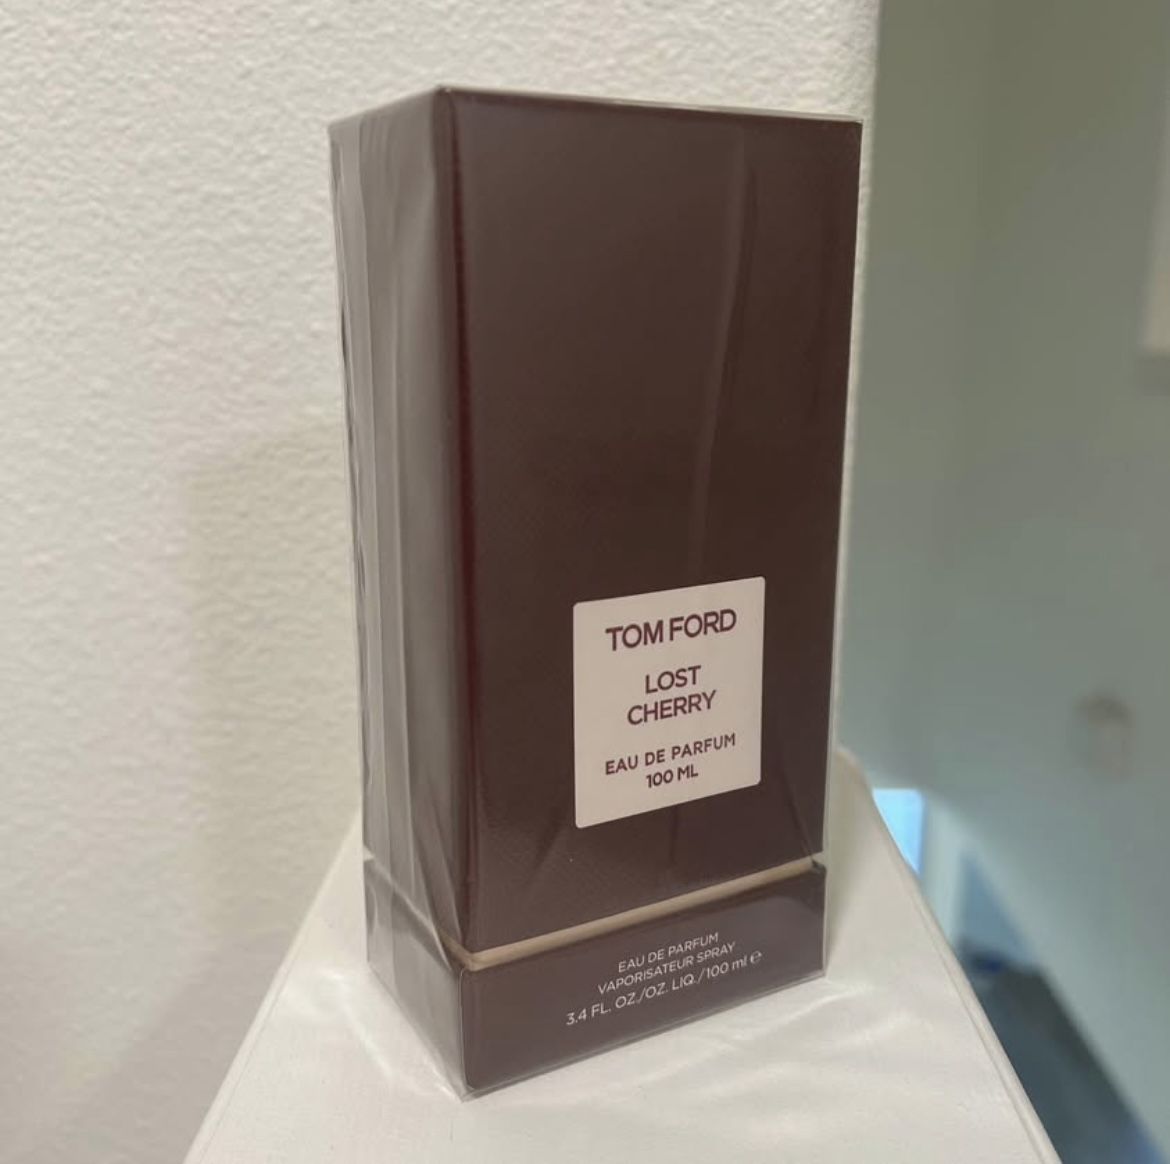 TOM FORD
LOST
CHERRY
EAU DE PARFUM
100 ML
EAU DE PARFUM
VAPORISATEUR SPRAY
3.4 FL. OZ./OZ. LIQ./100 ml ℮